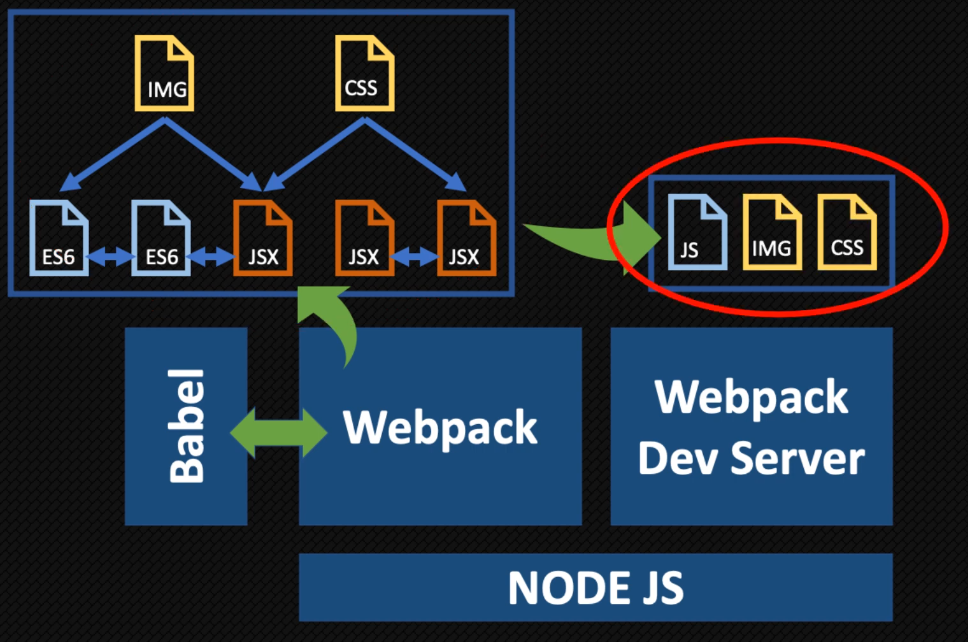 IMG
CSS
ES6
ES6
JSX
JSX
JSX
JS
IMG
CSS
Babel
Webpack
Webpack
Dev Server
NODE JS